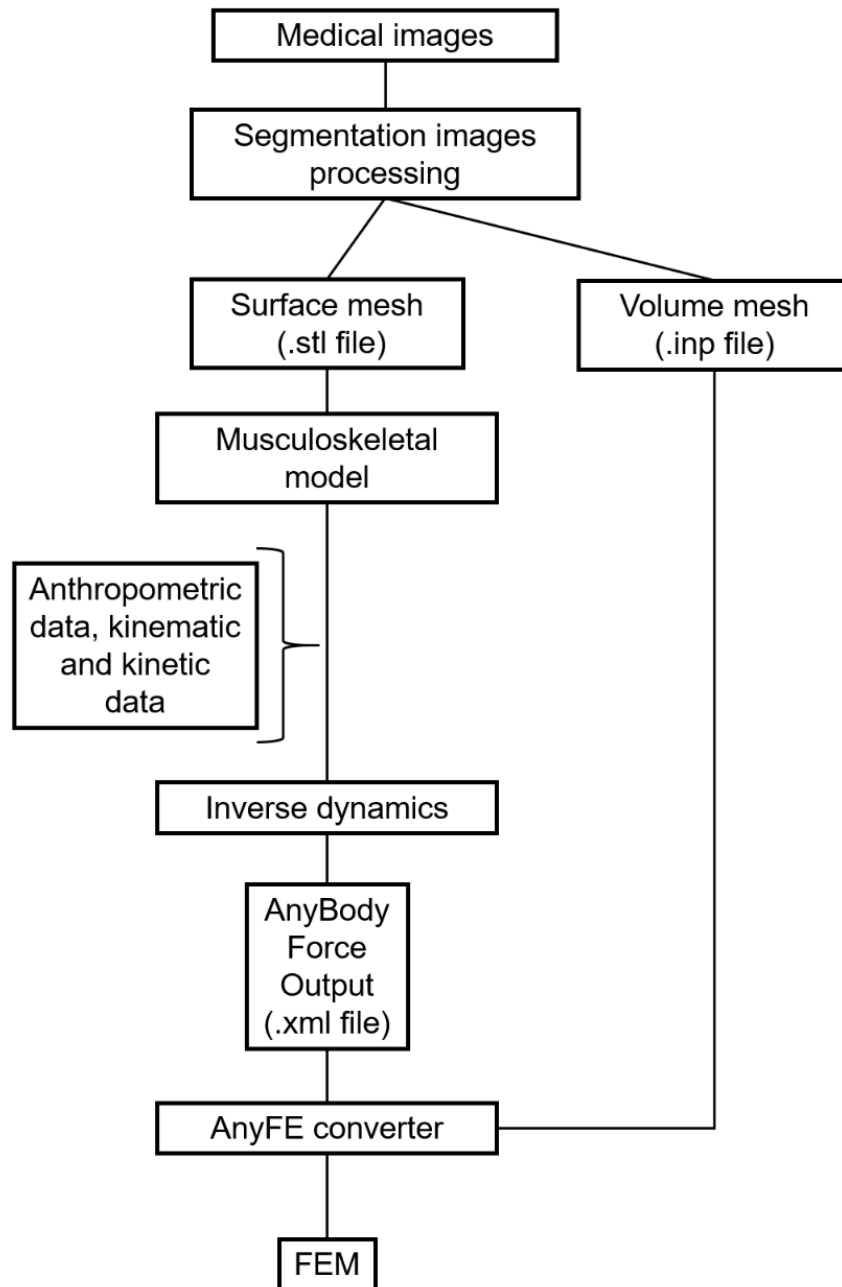 Medical images
Segmentation images
processing
Surface mesh
(.stl file)
Volume mesh
(.inp file)
Musculoskeletal
model
Anthropometric
data, kinematic
and kinetic
data
Inverse dynamics
AnyBody
Force
Output
(.xml file)
AnyFE converter
FEM